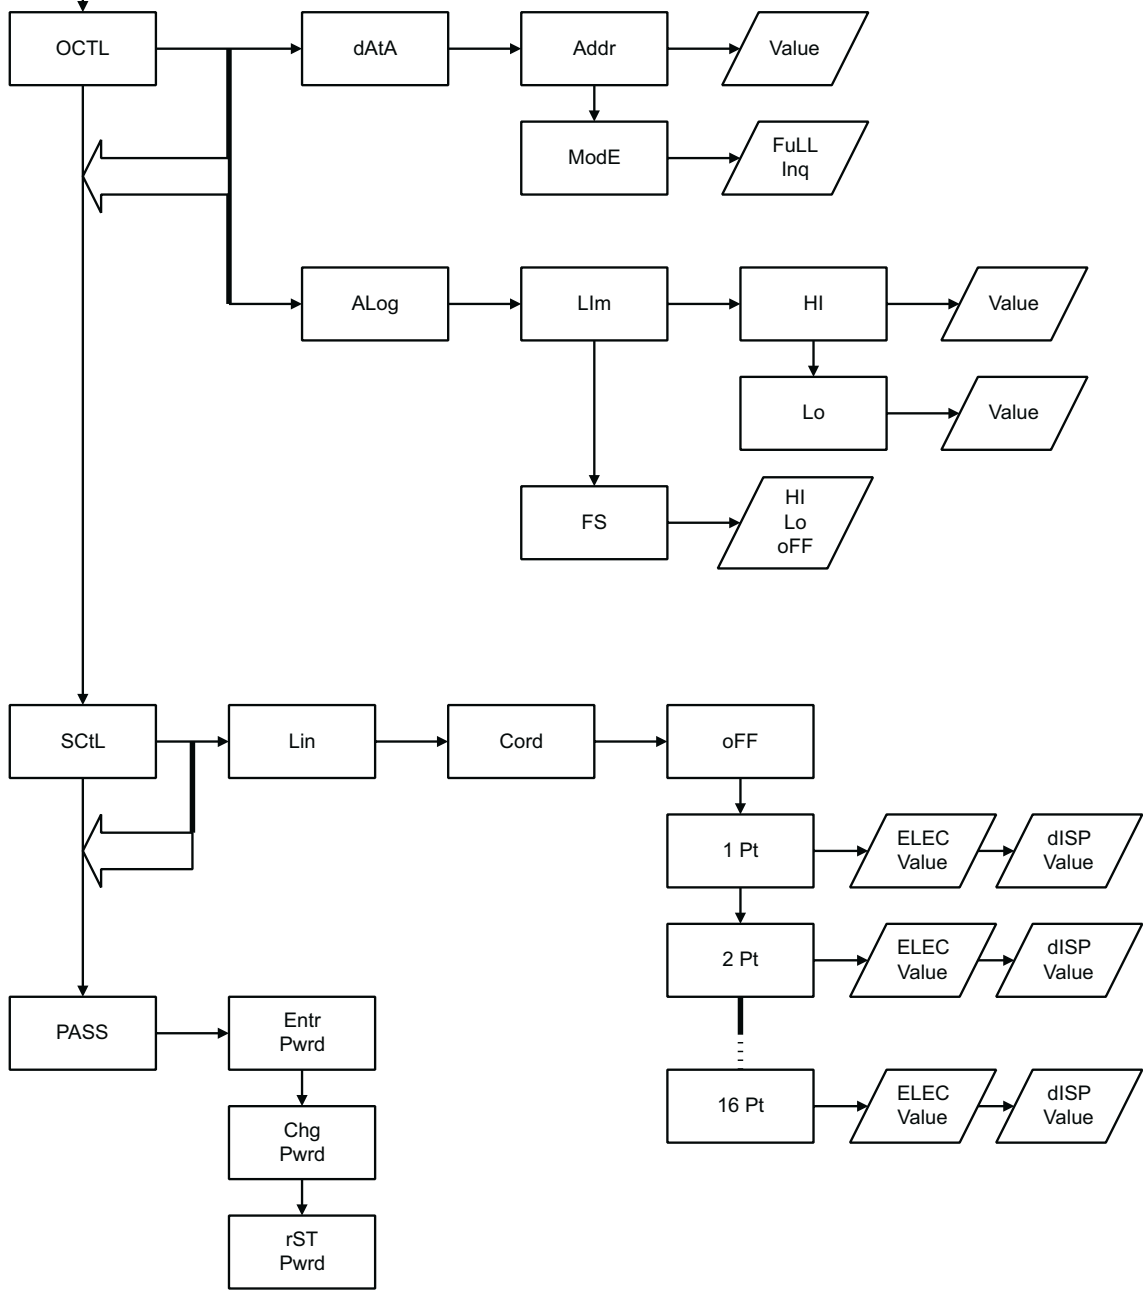 OCTL
dAtA
Addr
Value
ModE
FuLL
Inq
ALog
LIm
HI
Value
Lo
Value
FS
HI
Lo
oFF
SCtL
Lin
Cord
oFF
1 Pt
ELEC
Value
dISP
Value
2 Pt
ELEC
Value
dISP
Value
PASS
Entr
Pwrd
16 Pt
ELEC
Value
dISP
Value
Chg
Pwrd
rST
Pwrd